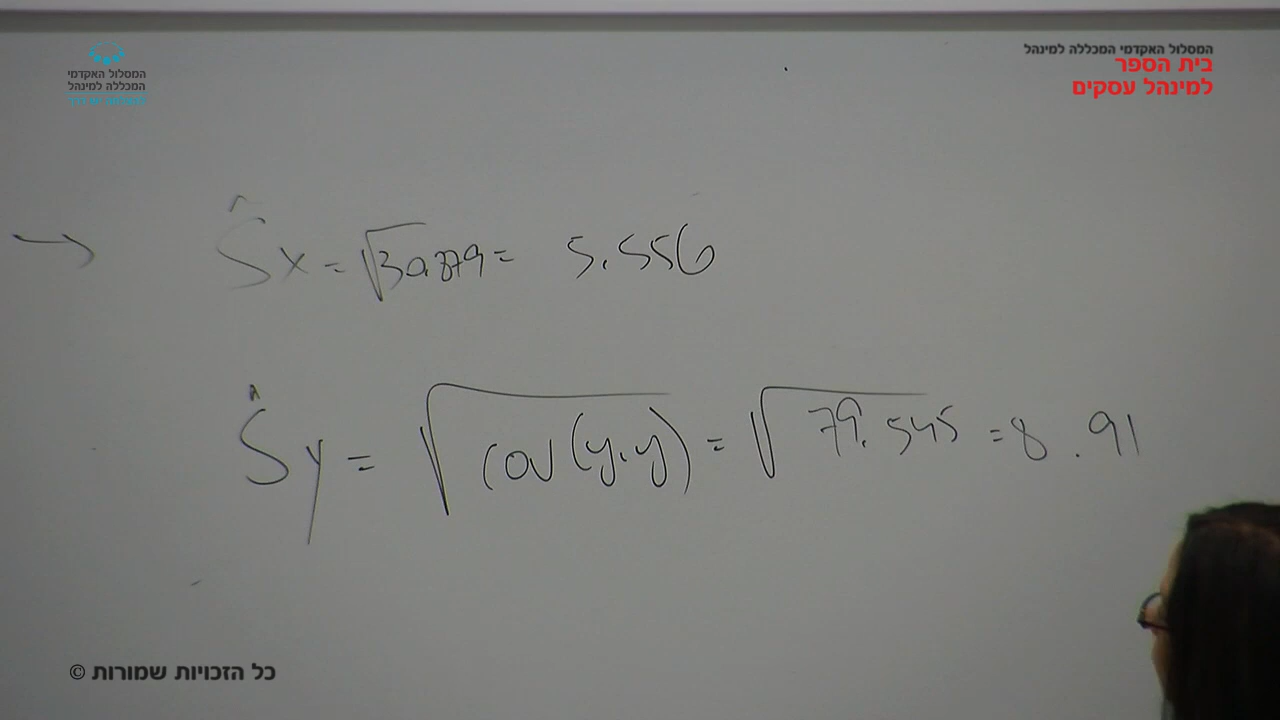 המסלול האקדמי
המכללה למינהל
המסלול האקדמי המכללה למינהל
בית הספר
למינהל עסקים
→ Ŝx = √30.879 = 5.556
Ŝy = √cov(y,y) = √79.545 = 8.91
כל הזכויות שמורות ©